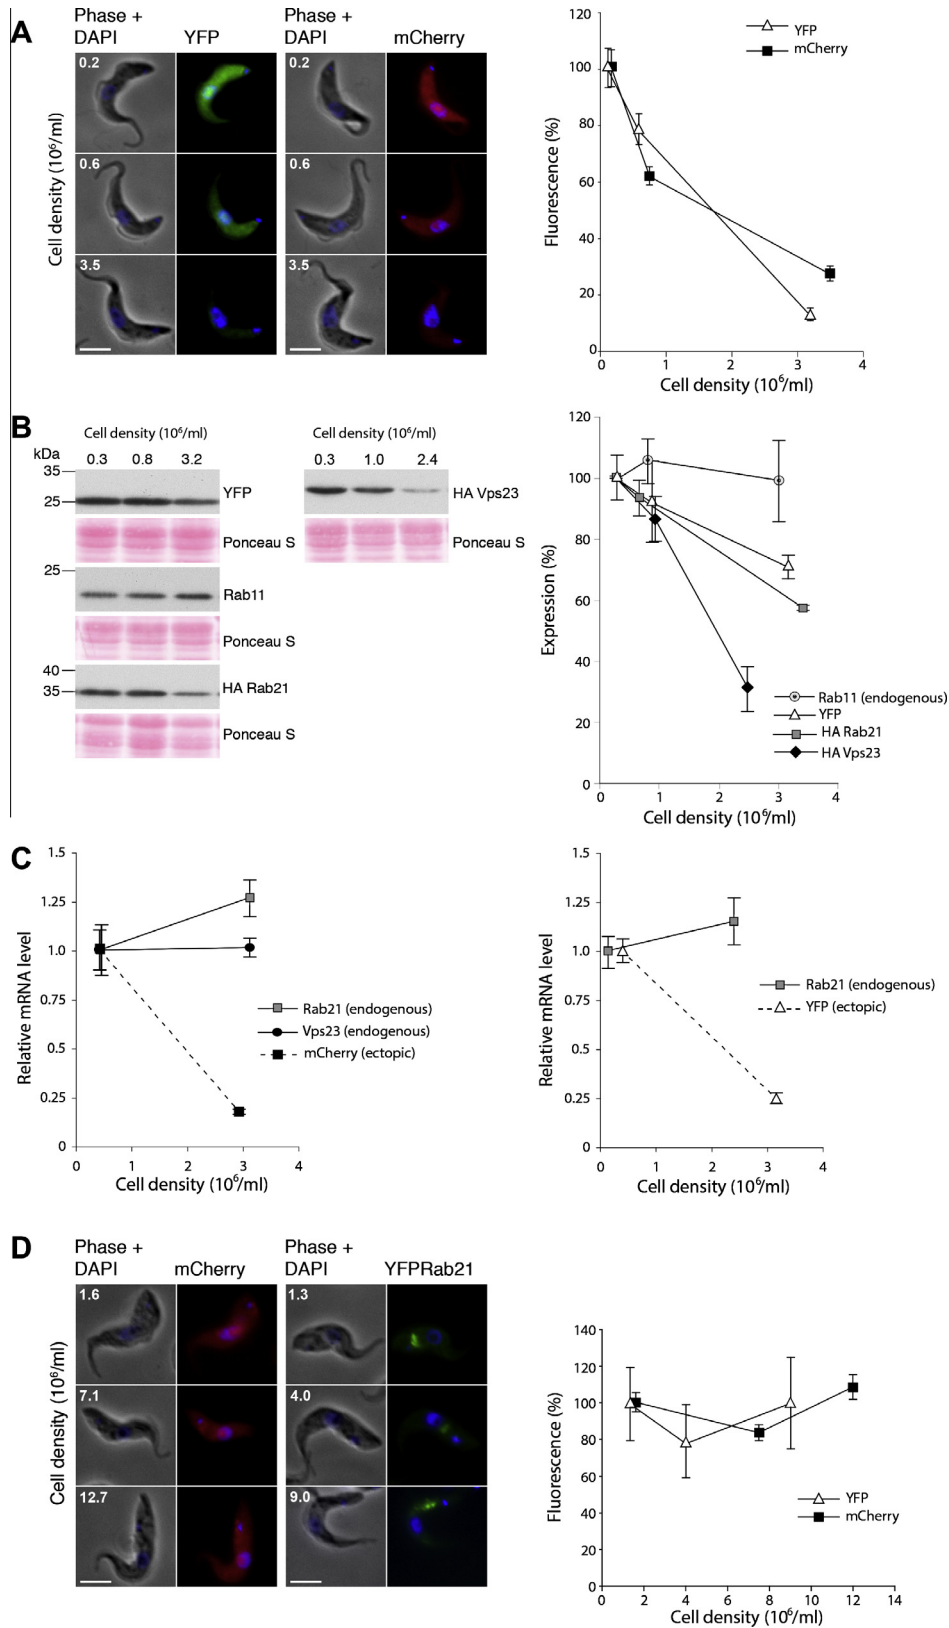 A
Phase +
DAPI
YFP
Phase +
DAPI
mCherry
Cell density (10⁶/ml)
0.2
0.2
0.6
0.6
3.5
3.5
120
100
80
60
40
20
0
Fluorescence (%)
YFP
mCherry
0 1 2 3 4
Cell density (10⁶/ml)
B
Cell density (10⁶/ml)
kDa
0.3 0.8 3.2
35
25
YFP
Ponceau S
25
Rab11
Ponceau S
40
35
HA Rab21
Ponceau S
Cell density (10⁶/ml)
0.3 1.0 2.4
HA Vps23
Ponceau S
120
100
80
60
40
20
0
Expression (%)
Rab11 (endogenous)
YFP
HA Rab21
HA Vps23
0 1 2 3 4
Cell density (10⁶/ml)
C
1.5
1.25
1.0
0.75
0.5
0.25
0
Relative mRNA level
Rab21 (endogenous)
Vps23 (endogenous)
mCherry (ectopic)
0 1 2 3 4
Cell density (10⁶/ml)
1.5
1.25
1.0
0.75
0.5
0.25
0
Relative mRNA level
Rab21 (endogenous)
YFP (ectopic)
0 1 2 3 4
Cell density (10⁶/ml)
D
Phase +
DAPI
mCherry
Phase +
DAPI
YFPRab21
Cell density (10⁶/ml)
1.6
1.3
7.1
4.0
12.7
9.0
140
120
100
80
60
40
20
0
Fluorescence (%)
YFP
mCherry
0 2 4 6 8 10 12 14
Cell density (10⁶/ml)